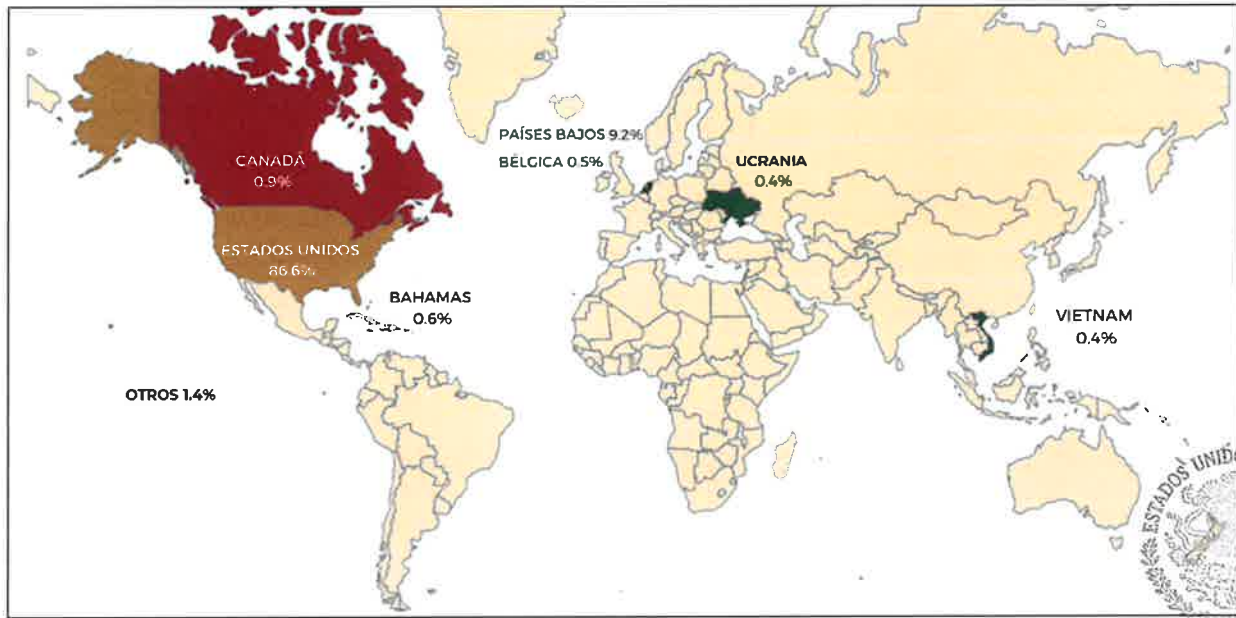 PAÍSES BAJOS 9.2%
BÉLGICA 0.5%
UCRANIA
0.4%
CANADÁ
0.9%
ESTADOS UNIDOS
86.6%
BAHAMAS
0.6%
VIETNAM
0.4%
OTROS 1.4%
ESTADOS UNIDO